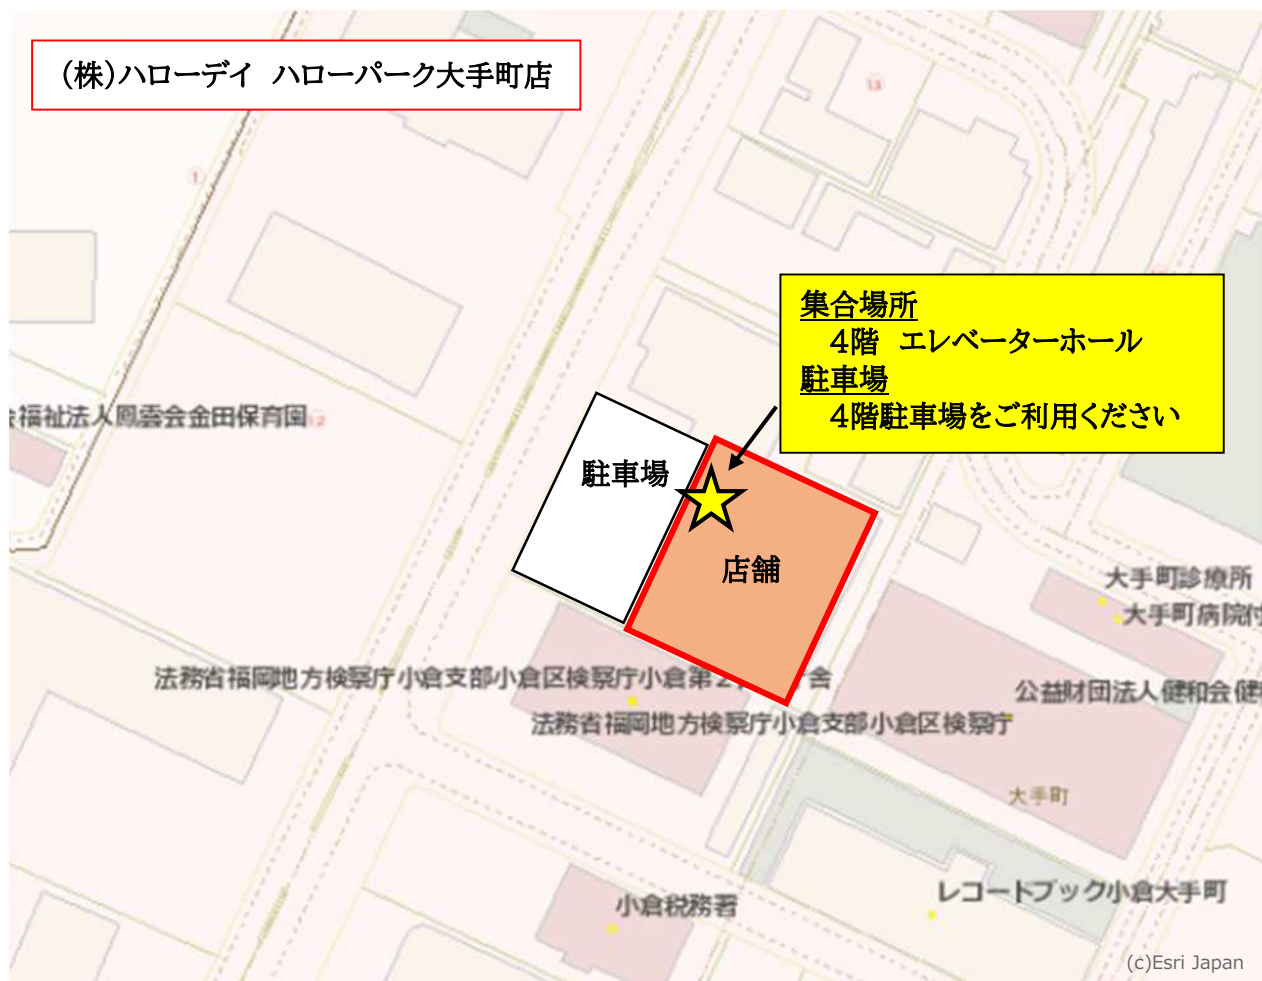 (株)ハローデイ　ハローパーク大手町店
13
1
集合場所
4階　エレベーターホール
駐車場
4階駐車場をご利用ください
福祉法人鳳雲会金田保育園
12
駐車場
店舗
大手町診療所
大手町病院付
法務省福岡地方検察庁小倉支部小倉区検察庁小倉第2
舎
公益財団法人健和会健
法務省福岡地方検察庁小倉支部小倉区検察庁
大手町
レコードブック小倉大手町
小倉税務署
(c)Esri Japan